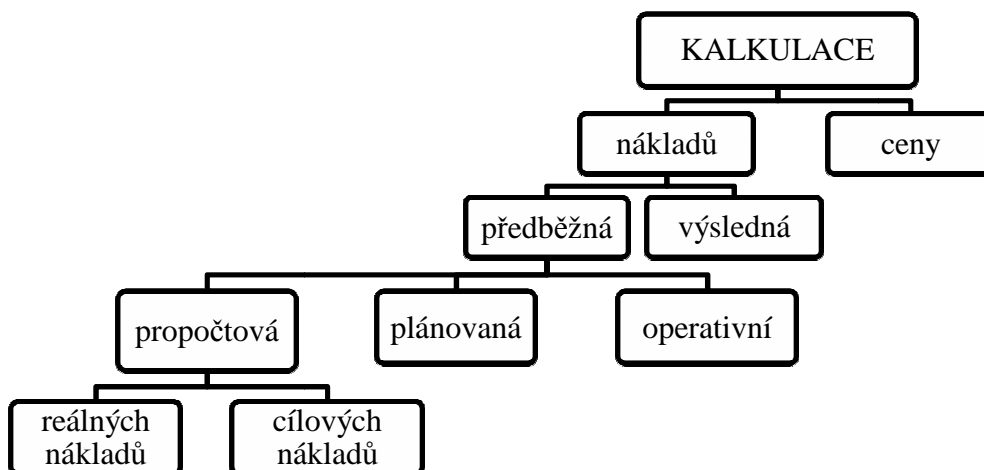 KALKULACE
nákladů
ceny
předběžná
výsledná
propočtová
plánovaná
operativní
reálných
nákladů
cílových
nákladů